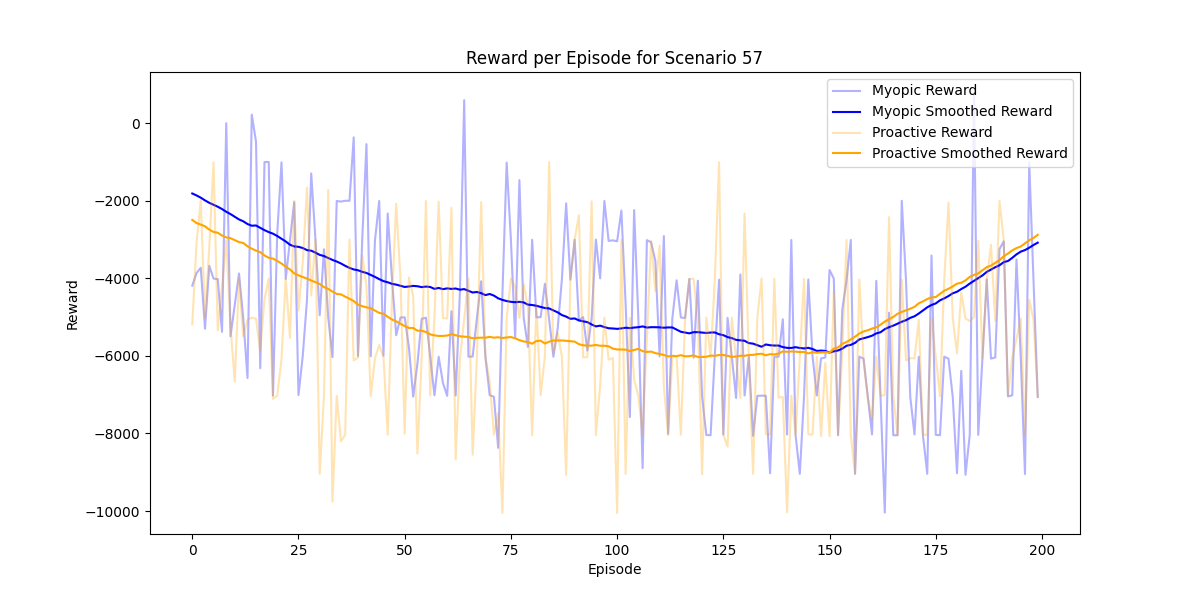 Reward per Episode for Scenario 57
Myopic Reward
Myopic Smoothed Reward
Proactive Reward
Proactive Smoothed Reward
Reward
0
−2000
−4000
−6000
−8000
−10000
0 25 50 75 100 125 150 175 200
Episode